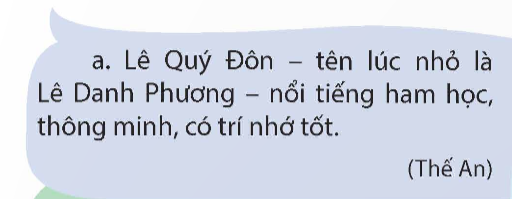 a. Lê Quý Đôn – tên lúc nhỏ là
Lê Danh Phương – nổi tiếng ham học,
thông minh, có trí nhớ tốt.
(Thế An)